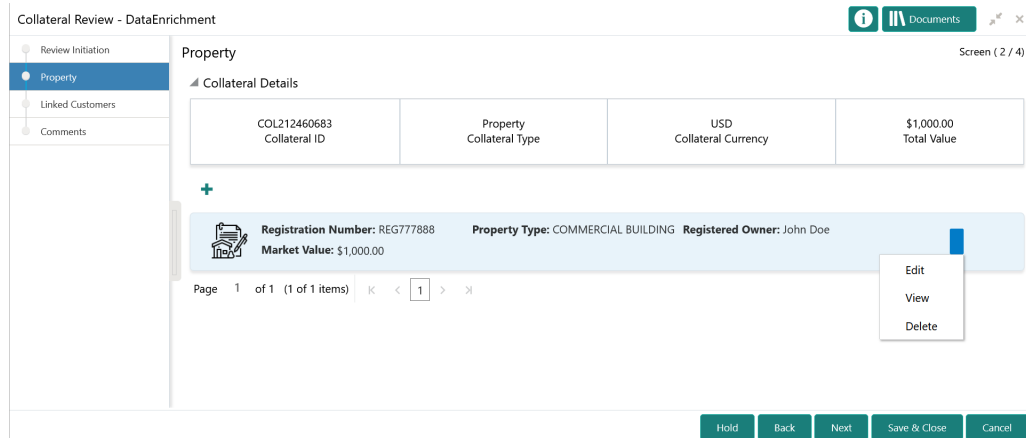 Collateral Review - DataEnrichment
Documents
Review Initiation
Property
Linked Customers
Comments
Property
Screen ( 2 / 4)
Collateral Details
COL212460683
Collateral ID
Property
Collateral Type
USD
Collateral Currency
$1,000.00
Total Value
Registration Number: REG777888 Property Type: COMMERCIAL BUILDING Registered Owner: John Doe
Market Value: $1,000.00
Edit
View
Delete
Page 1 of 1 (1 of 1 items) 1
Hold Back Next Save & Close Cancel